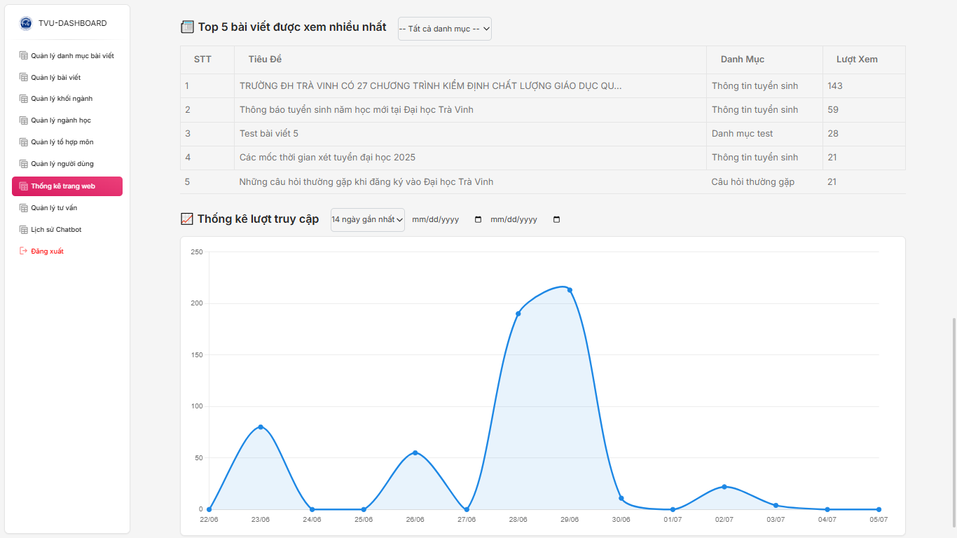 TVU-DASHBOARD
Quản lý danh mục bài viết
Quản lý bài viết
Quản lý khối ngành
Quản lý ngành học
Quản lý tổ hợp môn
Quản lý người dùng
Thống kê trang web
Quản lý tư vấn
Lịch sử Chatbot
Đăng xuất
Top 5 bài viết được xem nhiều nhất -- Tất cả danh mục --
STT Tiêu Đề Danh Mục Lượt Xem
1 TRƯỜNG ĐH TRÀ VINH CÓ 27 CHƯƠNG TRÌNH KIỂM ĐỊNH CHẤT LƯỢNG GIÁO DỤC QU... Thông tin tuyển sinh 143
2 Thông báo tuyển sinh năm học mới tại Đại học Trà Vinh Thông tin tuyển sinh 59
3 Test bài viết 5 Danh mục test 28
4 Các mốc thời gian xét tuyển đại học 2025 Thông tin tuyển sinh 21
5 Những câu hỏi thường gặp khi đăng ký vào Đại học Trà Vinh Câu hỏi thường gặp 21
Thống kê lượt truy cập 14 ngày gần nhất mm/dd/yyyy mm/dd/yyyy
250
200
150
100
50
0
22/06 23/06 24/06 25/06 26/06 27/06 28/06 29/06 30/06 01/07 02/07 03/07 04/07 05/07